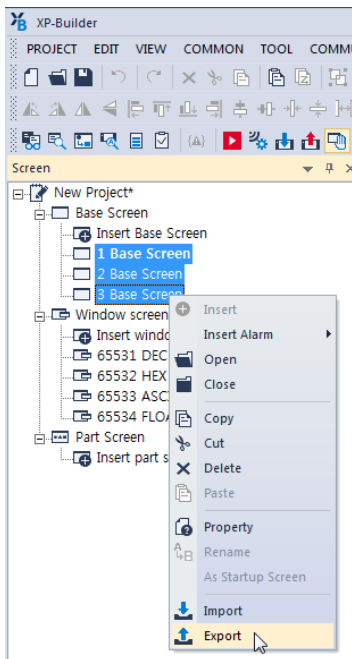 XP-Builder
PROJECT EDIT VIEW COMMON TOOL
Screen
New Project*
Base Screen
Insert Base Screen
1 Base Screen
2 Base Screen
3 Base Screen
Window screen
Insert
65531 DEC
65532 HEX
65533
65534
Part Screen
Insert part
Insert
Insert Alarm
Open
Close
Copy
Cut
Delete
Paste
Property
Rename
As Startup Screen
Import
Export